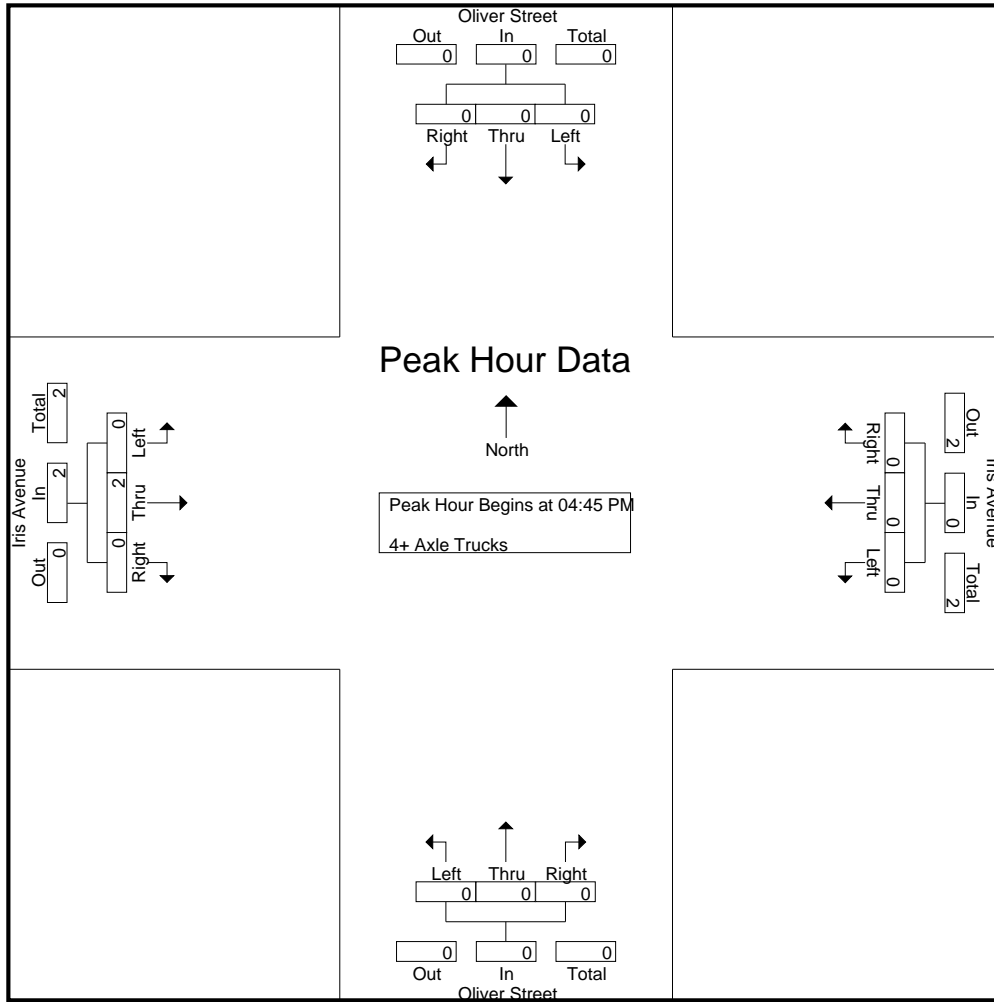 Oliver Street
Out In Total
0 0 0
0 0 0
Right Thru Left
Peak Hour Data
North
Peak Hour Begins at 04:45 PM
4+ Axle Trucks
Iris Avenue
Out In Total
0 2 2
0 2 0
Left Thru Right
Iris Avenue
Out In Total
2 0 2
0 0 0
Right Thru Left
Left Thru Right
0 0 0
0 0 0
Out In Total
Oliver Street